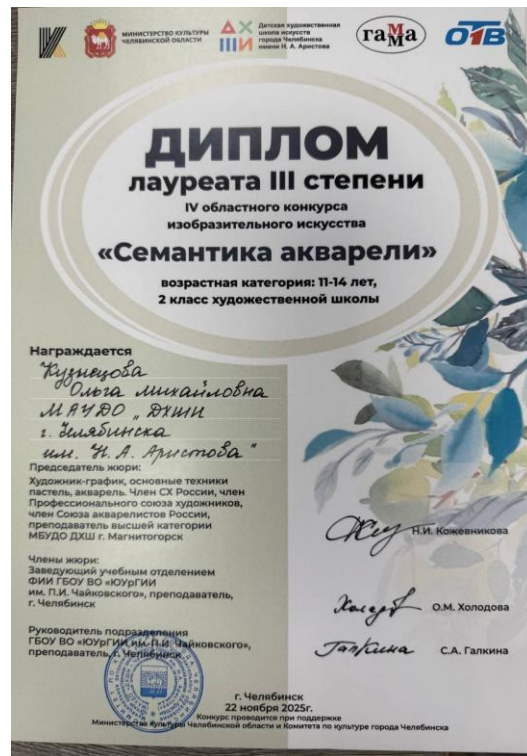 МИНИСТЕРСТВО КУЛЬТУРЫ
ЧЕЛЯБИНСКОЙ ОБЛАСТИ
ДХШИ
Детская художественная
школа искусств
города Челябинска
имени Н. А. Аристова
гамма
ОТВ
ДИПЛОМ
лауреата III степени
IV областного конкурса
изобразительного искусства
«Семантика акварели»
возрастная категория: 11-14 лет,
2 класс художественной школы
Награждается
Кузнецова
Ольга Михайловна
МАУДО „ДХШИ
г. Челябинска
им. Н. А. Аристова"
Председатель жюри:
Художник-график, основные техники
пастель, акварель. Член СХ России, член
Профессионального союза художников,
член Союза акварелистов России,
преподаватель высшей категории
МБУДО ДХШ г. Магнитогорск
Н.И. Кожевникова
Члены жюри:
Заведующий учебным отделением
ФИИ ГБОУ ВО «ЮУрГИИ
им. П.И. Чайковского», преподаватель,
г. Челябинск
О.М. Холодова
Руководитель подразделения
ГБОУ ВО «ЮУрГИИ им. П.И. Чайковского»,
преподаватель, г. Челябинск
Галкина
С.А. Галкина
г. Челябинск
22 ноября 2025г.
Конкурс проводится при поддержке
Министерства культуры Челябинской области и Комитета по культуре города Челябинска